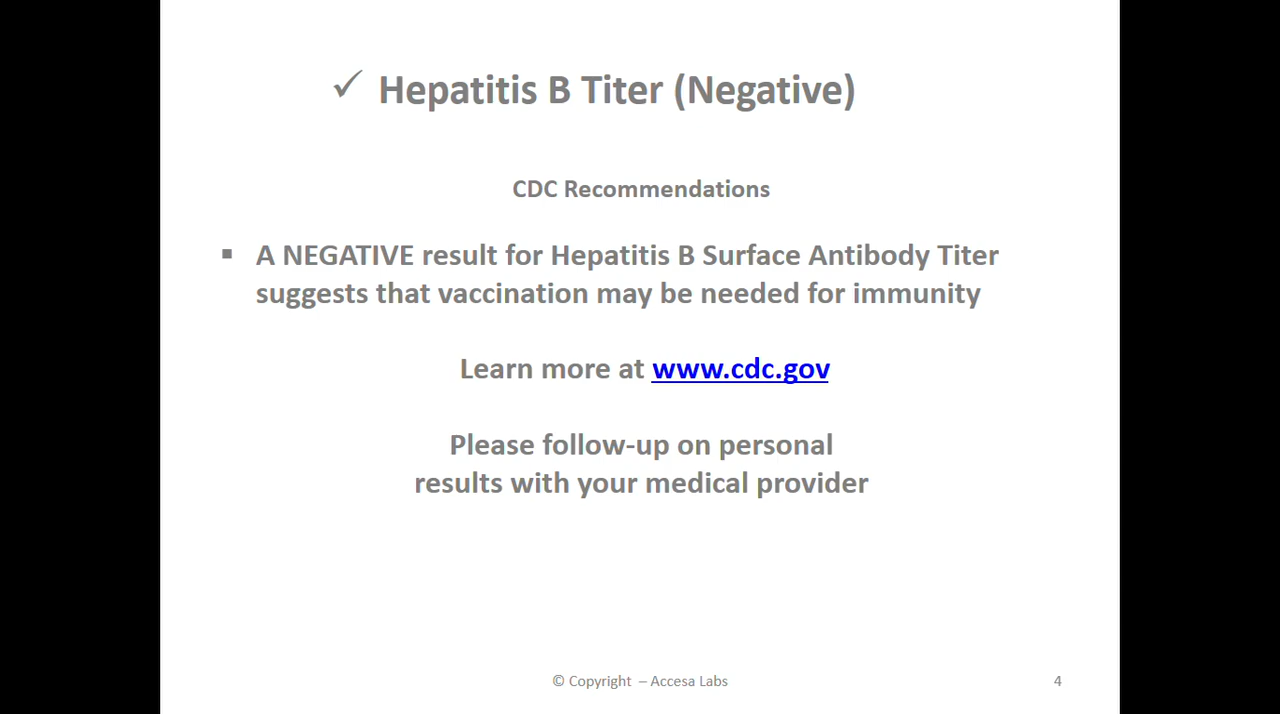 ✓ Hepatitis B Titer (Negative)
CDC Recommendations
▪ A NEGATIVE result for Hepatitis B Surface Antibody Titer
suggests that vaccination may be needed for immunity
Learn more at www.cdc.gov
Please follow-up on personal
results with your medical provider
© Copyright – Accesa Labs
4